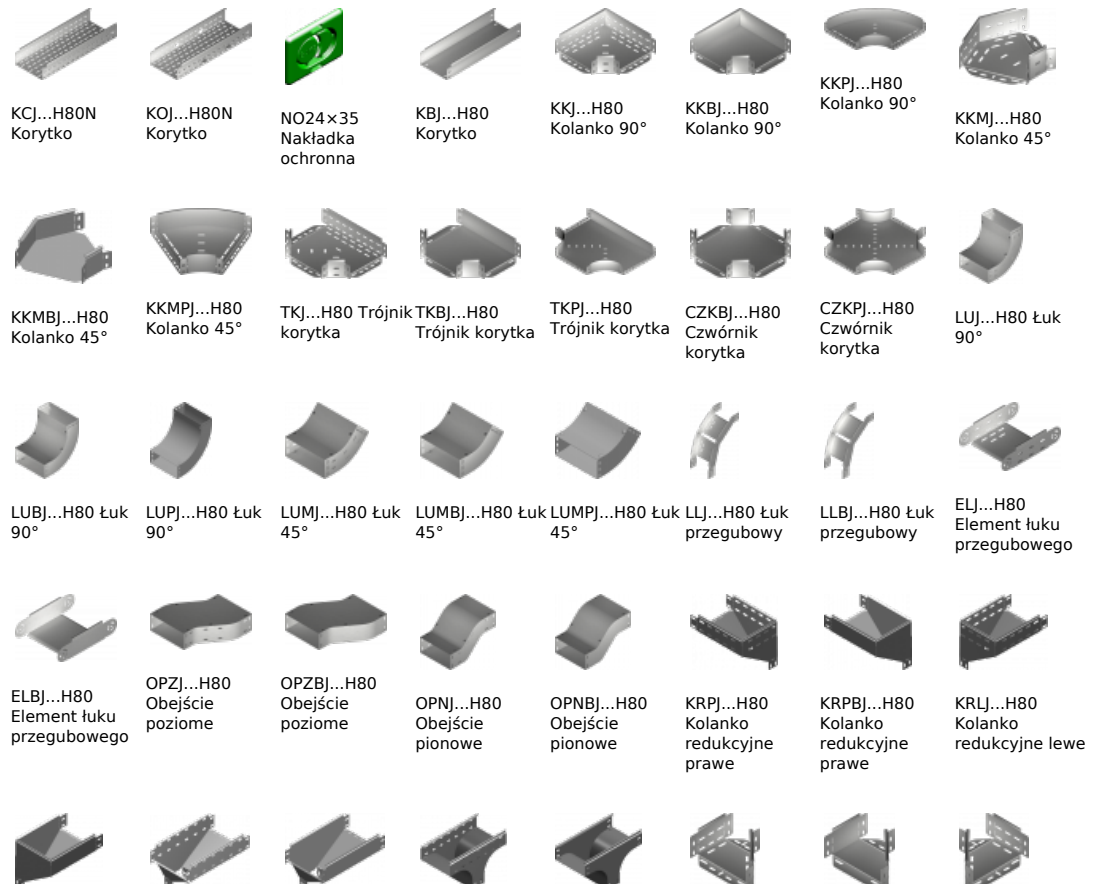 KCJ...H80N
Korytko
KOJ...H80N
Korytko
NO24×35
Nakładka
ochronna
KBJ...H80
Korytko
KKJ...H80
Kolanko 90°
KKBJ...H80
Kolanko 90°
KKPJ...H80
Kolanko 90°
KKMJ...H80
Kolanko 45°
KKMBJ...H80
Kolanko 45°
KKMPJ...H80
Kolanko 45°
TKJ...H80 Trójnik
korytka
TKBJ...H80
Trójnik korytka
TKPJ...H80
Trójnik korytka
CZKBJ...H80
Czwórnik
korytka
CZKPJ...H80
Czwórnik
korytka
LUJ...H80 Łuk
90°
LUBJ...H80 Łuk
90°
LUPJ...H80 Łuk
90°
LUMJ...H80 Łuk
45°
LUMBJ...H80 Łuk
45°
LUMPJ...H80 Łuk
45°
LLJ...H80 Łuk
przegubowy
LLBJ...H80 Łuk
przegubowy
ELJ...H80
Element łuku
przegubowego
ELBJ...H80
Element łuku
przegubowego
OPZJ...H80
Obejście
poziome
OPZBJ...H80
Obejście
poziome
OPNJ...H80
Obejście
pionowe
OPNBJ...H80
Obejście
pionowe
KRPJ...H80
Kolanko
redukcyjne
prawe
KRPBJ...H80
Kolanko
redukcyjne
prawe
KRLJ...H80
Kolanko
redukcyjne lewe